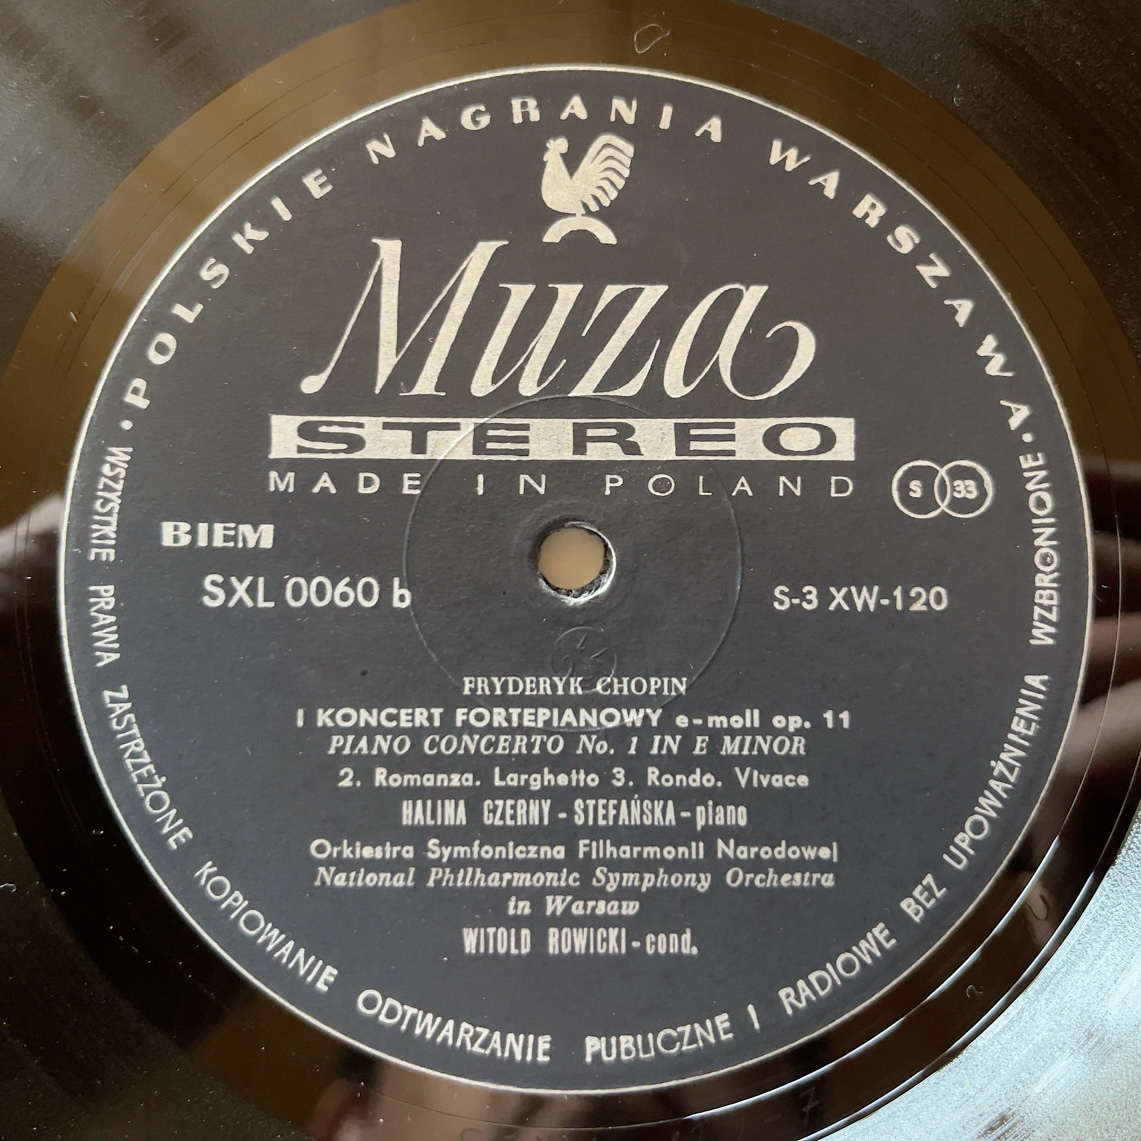 • POLSKIE NAGRANIA WARSZAWA •
Muza
STEREO
MADE IN POLAND
S 33
BIEM
SXL 0060 b
S-3 XW-120
FRYDERYK CHOPIN
I KONCERT FORTEPIANOWY e-moll op. 11
PIANO CONCERTO No. 1 IN E MINOR
2. Romanza. Larghetto 3. Rondo. Vivace
HALINA CZERNY-STEFAŃSKA-piano
Orkiestra Symfoniczna Filharmonii Narodowej
National Philharmonic Symphony Orchestra
in Warsaw
WITOLD ROWICKI-cond.
WSZYSTKIE PRAWA ZASTRZEŻONE KOPIOWANIE ODTWARZANIE PUBLICZNE I RADIOWE BEZ UPOWAŻNIENIA WZBRONIONE